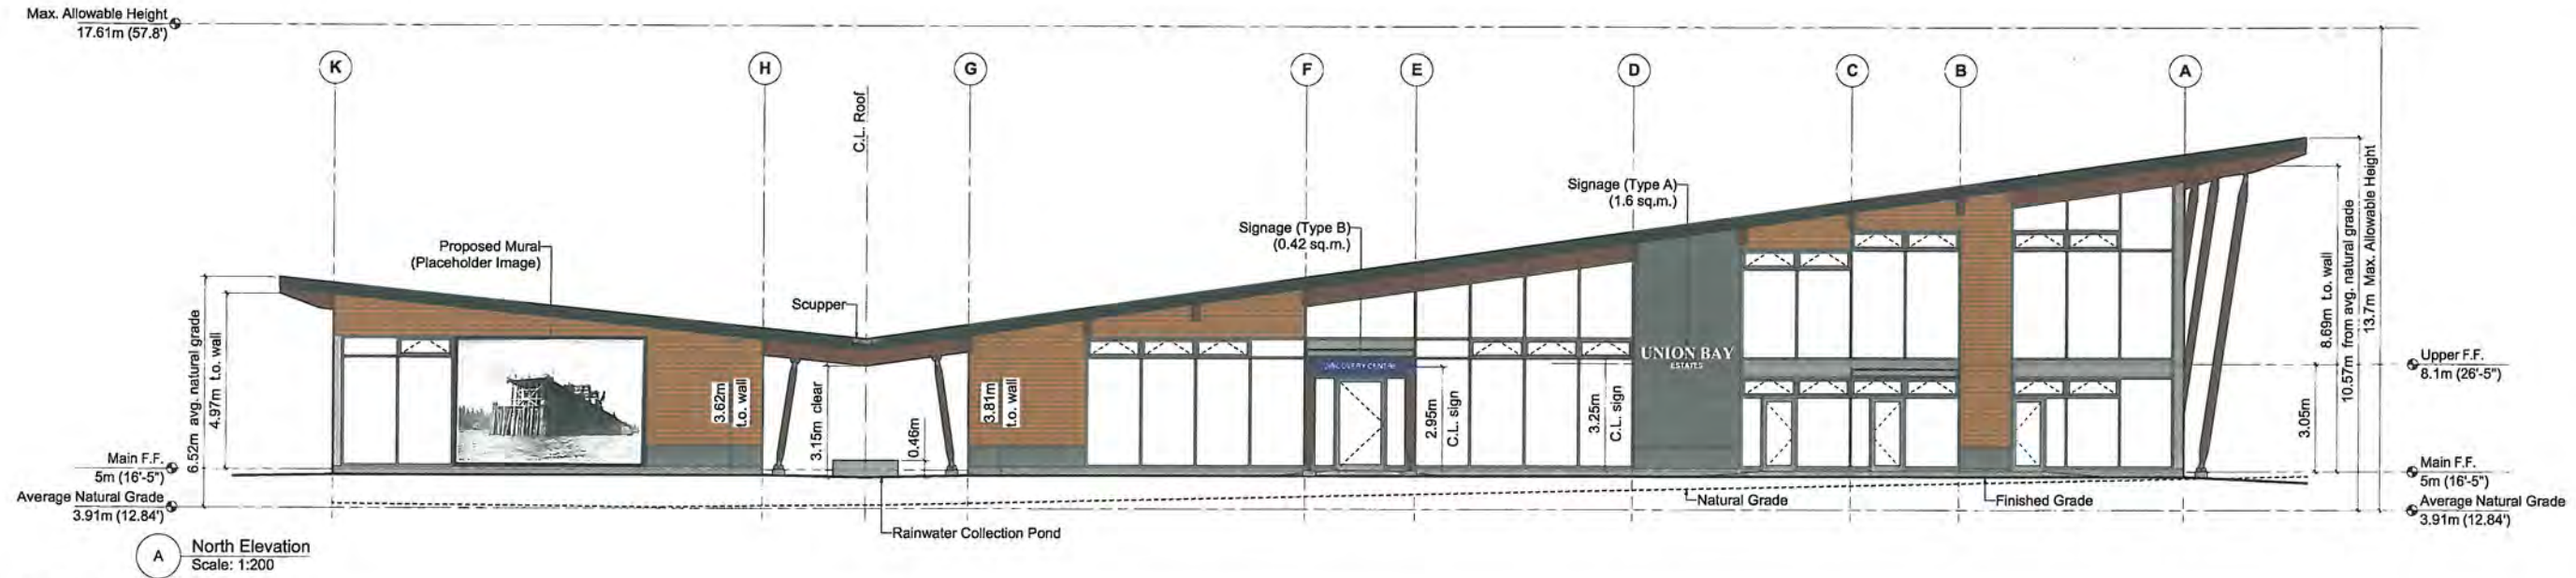 Max. Allowable Height
17.61m (57.8')
K
H
G
F
E
D
C
B
A
C.L. Roof
Signage (Type A)
(1.6 sq.m.)
Signage (Type B)
(0.42 sq.m.)
Proposed Mural
(Placeholder Image)
Scupper
6.52m avg. natural grade
4.97m t.o. wall
3.62m
t.o. wall
3.15m clear
0.46m
3.81m
t.o. wall
DISCOVERY CENTRE
2.95m
C.L. sign
3.25m
C.L. sign
UNION BAY
ESTATES
8.69m t.o. wall
10.57m from avg. natural grade
13.7m Max. Allowable Height
3.05m
Upper F.F.
8.1m (26'-5")
Main F.F.
5m (16'-5")
Average Natural Grade
3.91m (12.84')
Main F.F.
5m (16'-5")
Average Natural Grade
3.91m (12.84')
Natural Grade
Finished Grade
Rainwater Collection Pond
A
North Elevation
Scale: 1:200